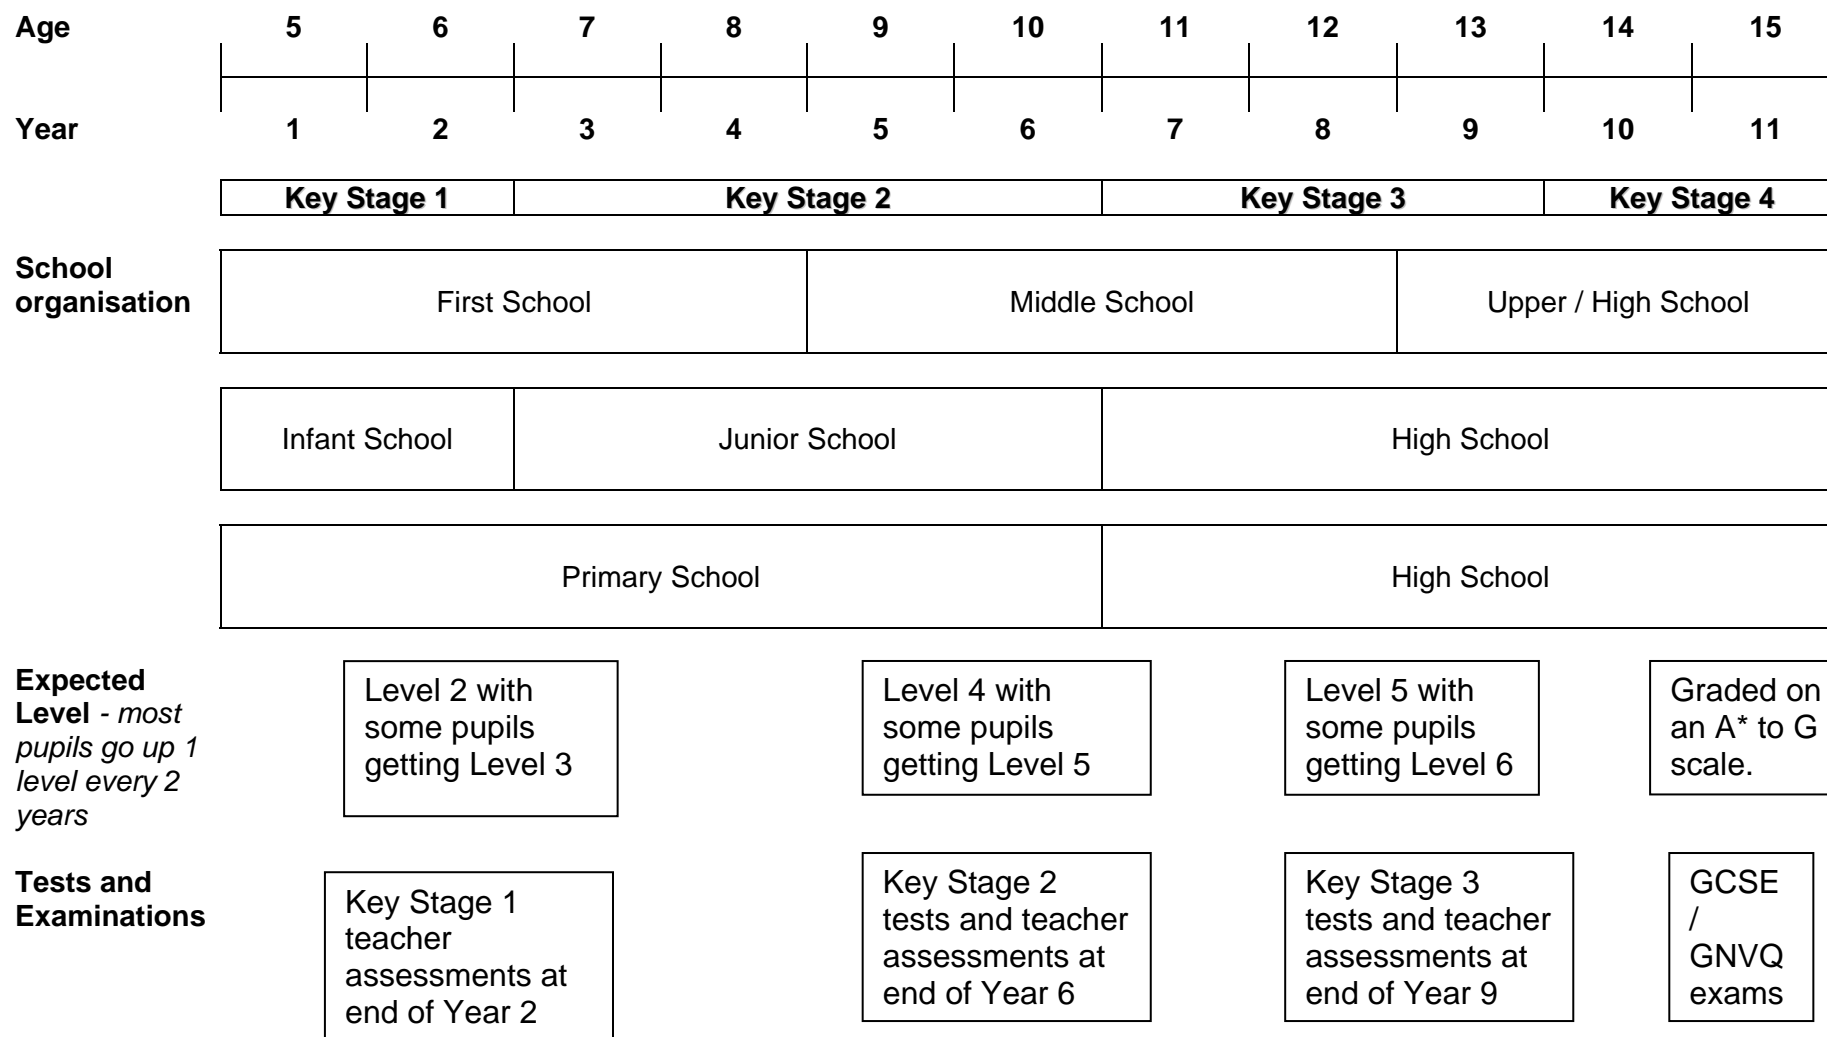 Age 5 6 7 8 9 10 11 12 13 14 15
Year 1 2 3 4 5 6 7 8 9 10 11
Key Stage 1 Key Stage 2 Key Stage 3 Key Stage 4
School
organisation
First School Middle School Upper / High School
Infant School Junior School High School
Primary School High School
Expected
Level - most
pupils go up 1
level every 2
years
Level 2 with
some pupils
getting Level 3
Level 4 with
some pupils
getting Level 5
Level 5 with
some pupils
getting Level 6
Graded on
an A* to G
scale.
Tests and
Examinations
Key Stage 1
teacher
assessments at
end of Year 2
Key Stage 2
tests and teacher
assessments at
end of Year 6
Key Stage 3
tests and teacher
assessments at
end of Year 9
GCSE
/
GNVQ
exams